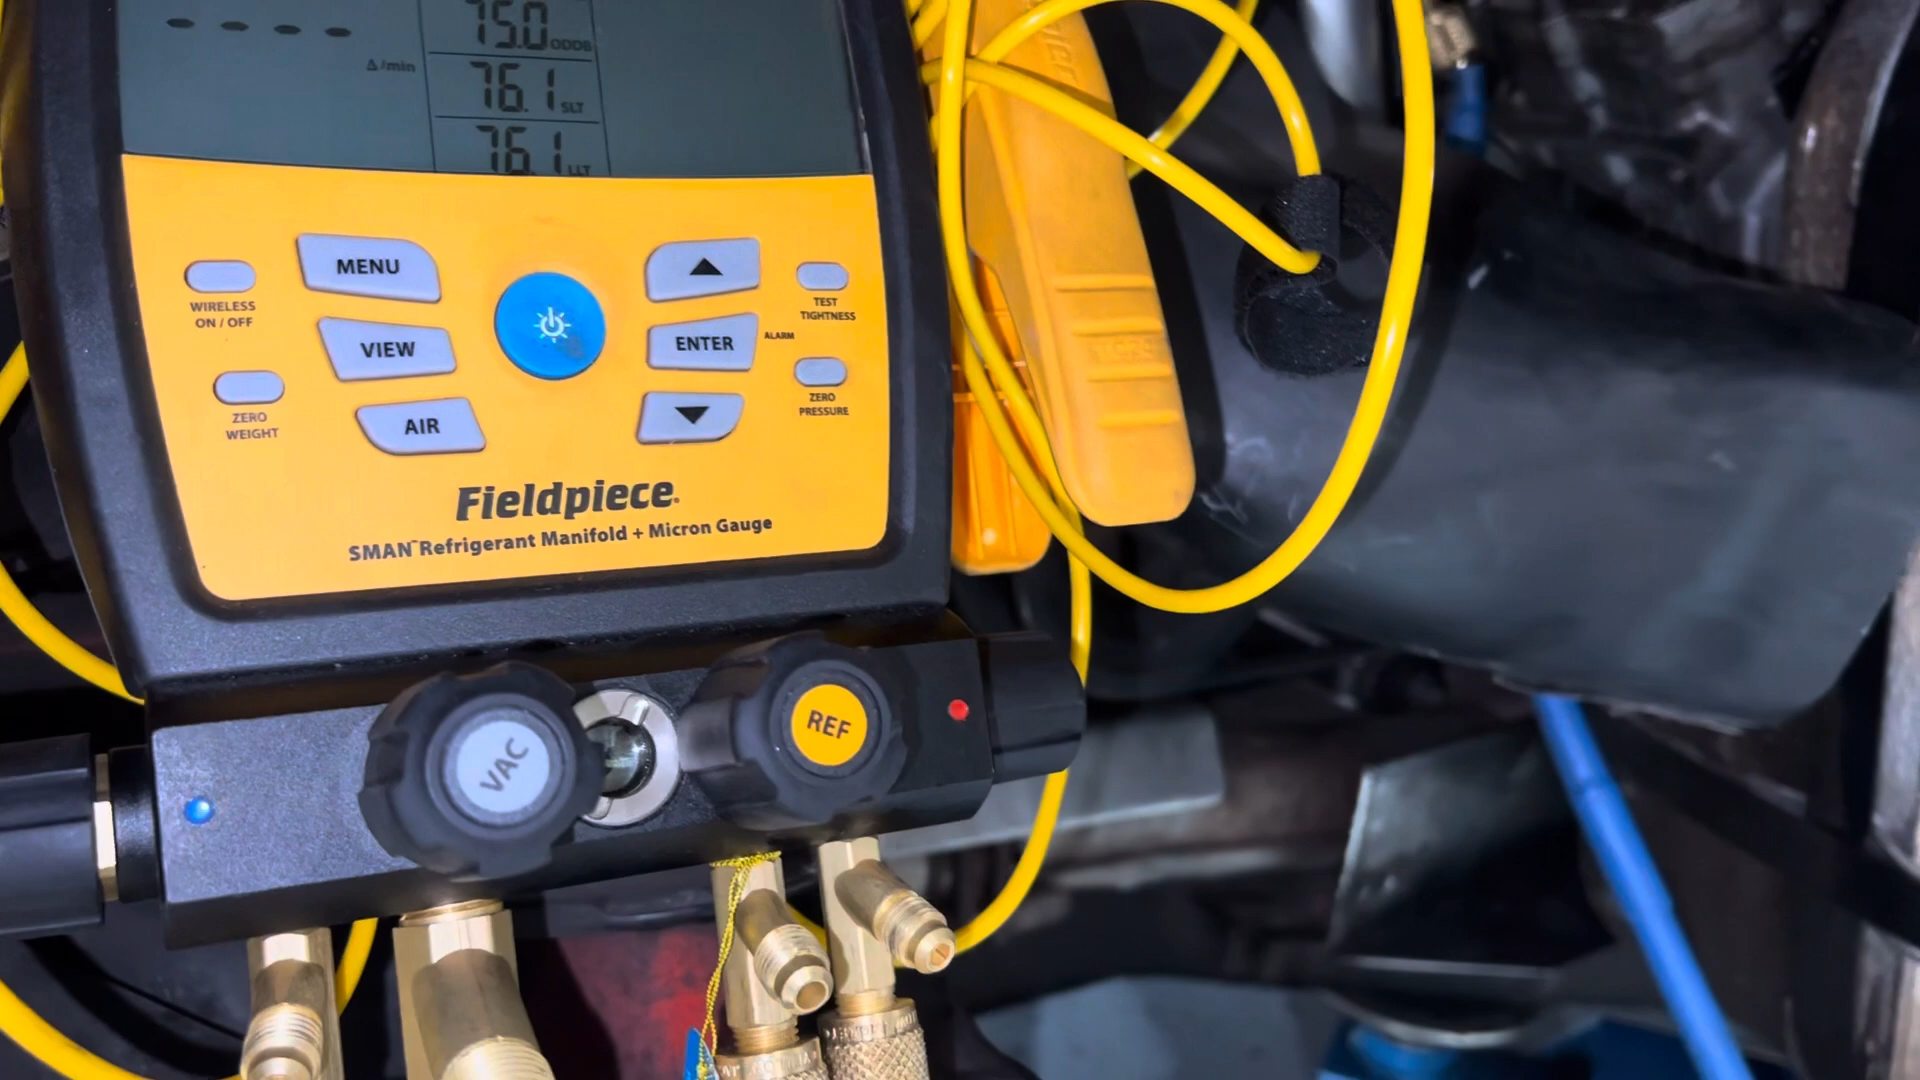 - - - -
Δ/min
75.0 ODDB
76.1 SLT
76.1 LLT
MENU
WIRELESS
ON / OFF
VIEW
ZERO
WEIGHT
AIR
▲
TEST
TIGHTNESS
ENTER
ALARM
▼
ZERO
PRESSURE
Fieldpiece
SMAN™ Refrigerant Manifold + Micron Gauge
VAC
REF